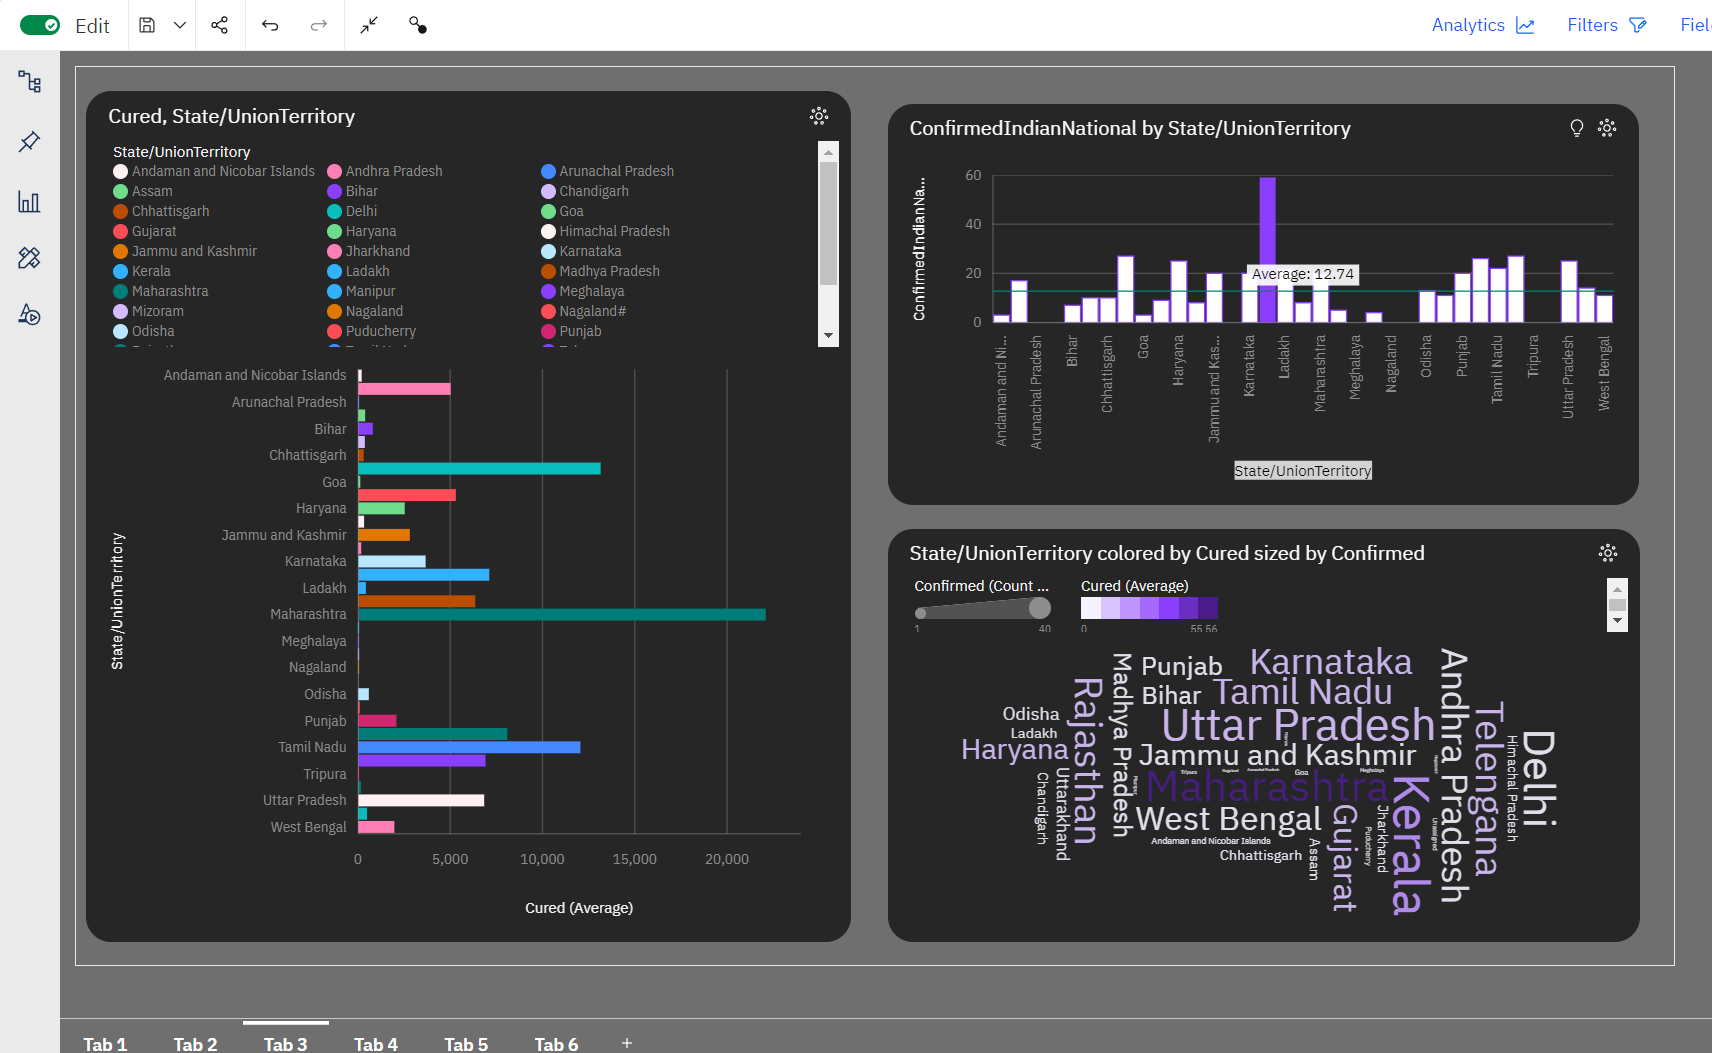 Edit
Analytics
Filters
Cured, State/UnionTerritory
State/UnionTerritory
Andaman and Nicobar Islands Andhra Pradesh Arunachal Pradesh
Assam Bihar Chandigarh
Chhattisgarh Delhi Goa
Gujarat Haryana Himachal Pradesh
Jammu and Kashmir Jharkhand Karnataka
Kerala Ladakh Madhya Pradesh
Maharashtra Manipur Meghalaya
Mizoram Nagaland Nagaland#
Odisha Puducherry Punjab
State/UnionTerritory
Andaman and Nicobar Islands
Arunachal Pradesh
Bihar
Chhattisgarh
Goa
Haryana
Jammu and Kashmir
Karnataka
Ladakh
Maharashtra
Meghalaya
Nagaland
Odisha
Punjab
Tamil Nadu
Tripura
Uttar Pradesh
West Bengal
0 5,000 10,000 15,000 20,000
Cured (Average)
ConfirmedIndianNational by State/UnionTerritory
ConfirmedIndianNa...
60
40
20
0
Average: 12.74
Andaman and Ni...
Arunachal Pradesh
Bihar
Chhattisgarh
Goa
Haryana
Jammu and Kas...
Karnataka
Ladakh
Maharashtra
Meghalaya
Nagaland
Odisha
Punjab
Tamil Nadu
Tripura
Uttar Pradesh
West Bengal
State/UnionTerritory
State/UnionTerritory colored by Cured sized by Confirmed
Confirmed (Count ... Cured (Average)
1 40 0 55 56
Madhya Pradesh
Punjab
Karnataka
Andhra Pradesh
Rajasthan
Bihar
Tamil Nadu
Odisha
Uttar Pradesh
Telengana
Ladakh
Haryana
Jammu and Kashmir
Himachal Pradesh
Delhi
Tripura
Nagaland
Arunachal Pradesh
Goa
Meghalaya
Chandigarh
Uttarakhand
Manipur
Maharashtra
Kerala
West Bengal
Gujarat
Jharkhand
Puducherry
Unassigned
Andaman and Nicobar Islands
Chhattisgarh
Assam
Tab 1
Tab 2
Tab 3
Tab 4
Tab 5
Tab 6
+